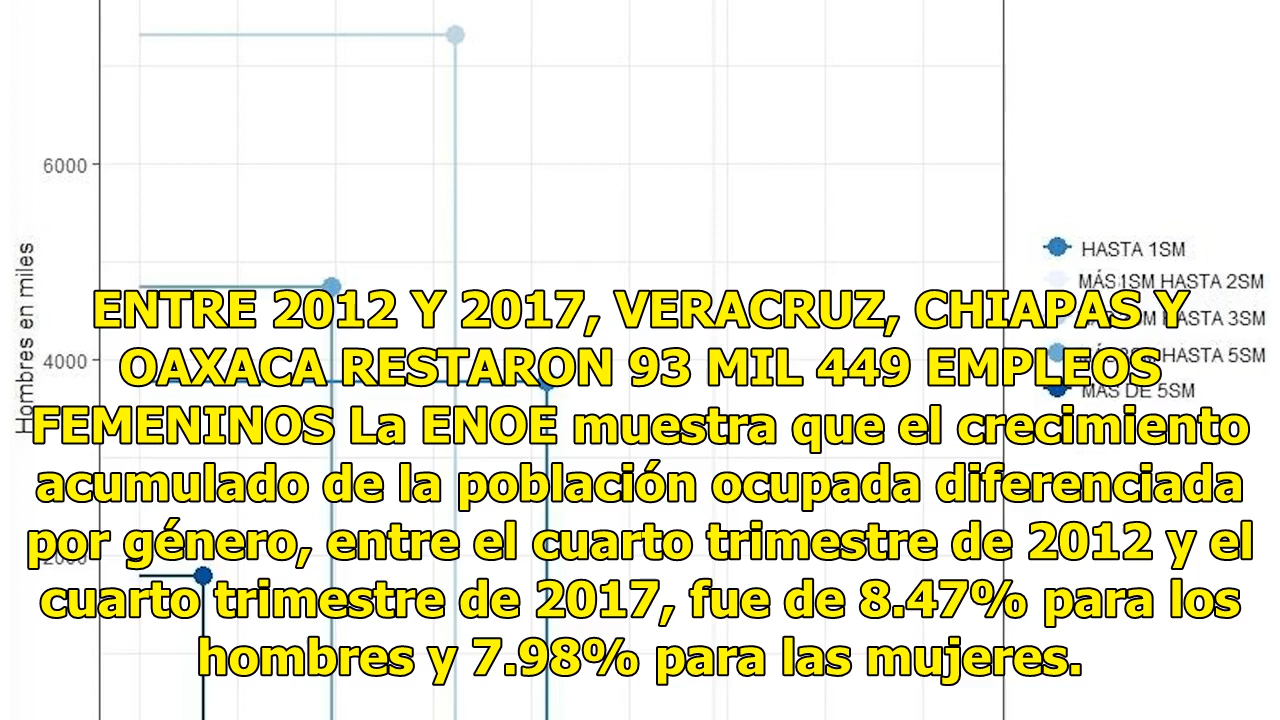 6000
4000
2000
Hombres en miles
HASTA 1SM
MÁS 1SM HASTA 2SM
HASTA 3SM
HASTA 5SM
MÁS DE 5SM
ENTRE 2012 Y 2017, VERACRUZ, CHIAPAS Y
OAXACA RESTARON 93 MIL 449 EMPLEOS
FEMENINOS La ENOE muestra que el crecimiento
acumulado de la población ocupada diferenciada
por género, entre el cuarto trimestre de 2012 y el
cuarto trimestre de 2017, fue de 8.47% para los
hombres y 7.98% para las mujeres.